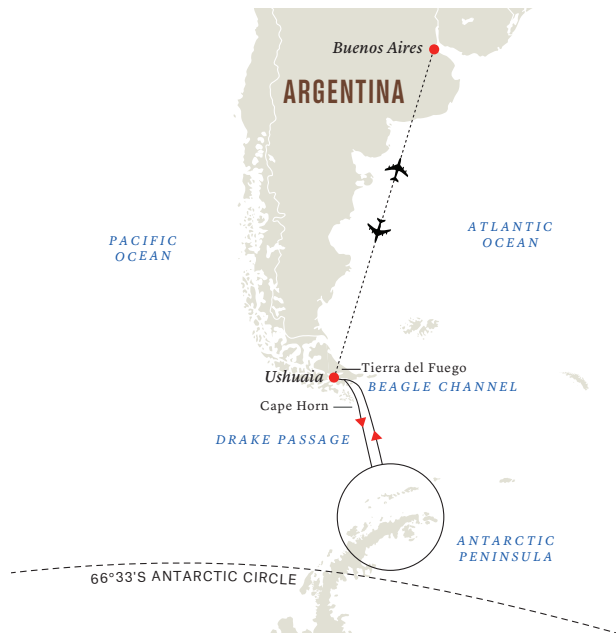 Buenos Aires
ARGENTINA
PACIFIC
OCEAN
ATLANTIC
OCEAN
Tierra del Fuego
Ushuaia
BEAGLE CHANNEL
Cape Horn
DRAKE PASSAGE
ANTARCTIC
PENINSULA
66°33'S ANTARCTIC CIRCLE